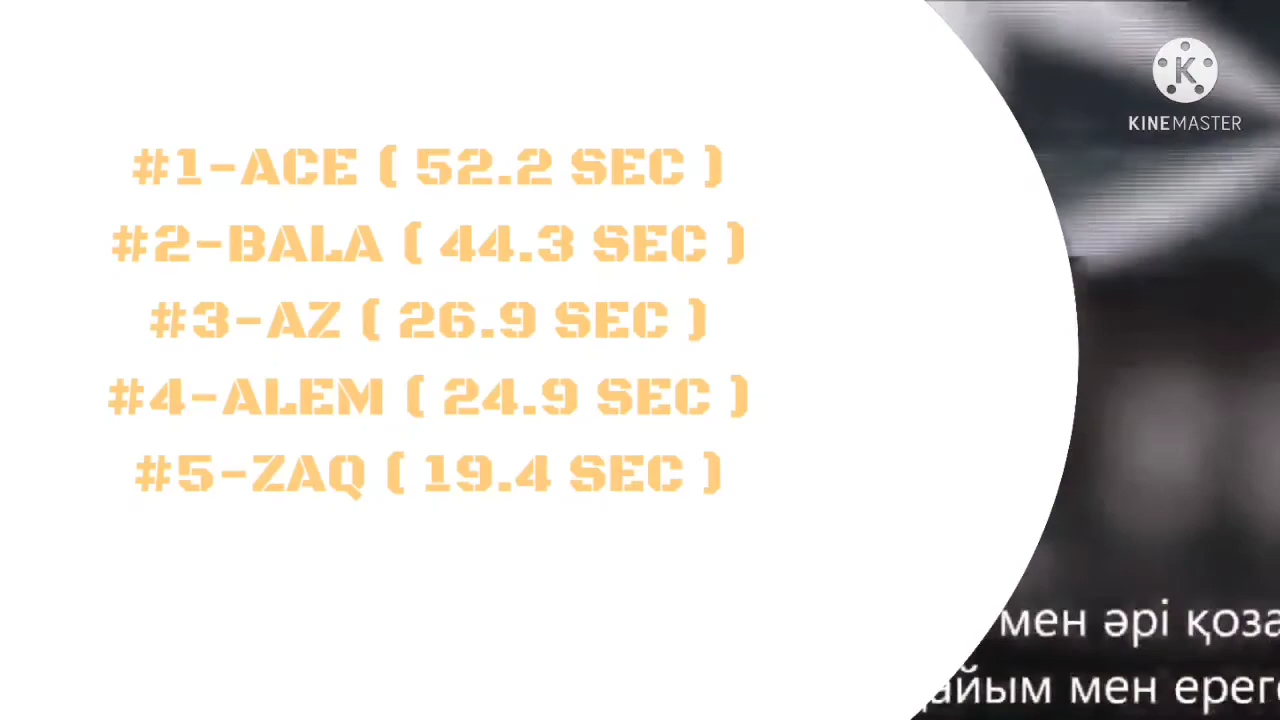 #1-ACE ( 52.2 SEC )
#2-BALA ( 44.3 SEC )
#3-AZ ( 26.9 SEC )
#4-ALEM ( 24.9 SEC )
#5-ZAQ ( 19.4 SEC )
KINEMASTER
мен әрі
мен